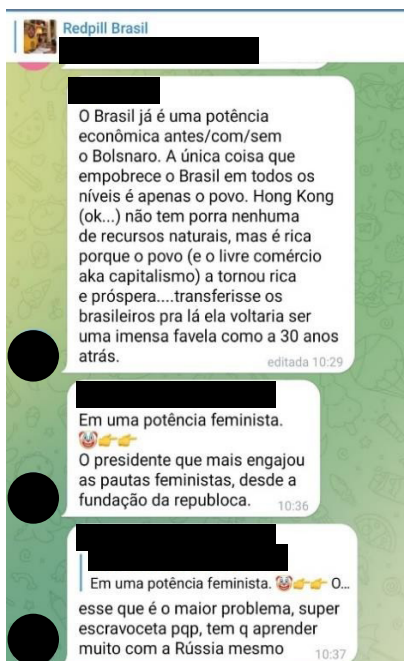 Redpill Brasil
O Brasil já é uma potência
econômica antes/com/sem
o Bolsnaro. A única coisa que
empobrece o Brasil em todos os
níveis é apenas o povo. Hong Kong
(ok...) não tem porra nenhuma
de recursos naturais, mas é rica
porque o povo (e o livre comércio
aka capitalismo) a tornou rica
e próspera....transferisse os
brasileiros pra lá ela voltaria ser
uma imensa favela como a 30 anos
atrás.
editada 10:29
Em uma potência feminista.
🤡👉👉
O presidente que mais engajou
as pautas feministas, desde a
fundação da republoca.
10:36
Em uma potência feminista. 🤡👉👉 O...
esse que é o maior problema, super
escravoceta pqp, tem q aprender
muito com a Rússia mesmo
10:37